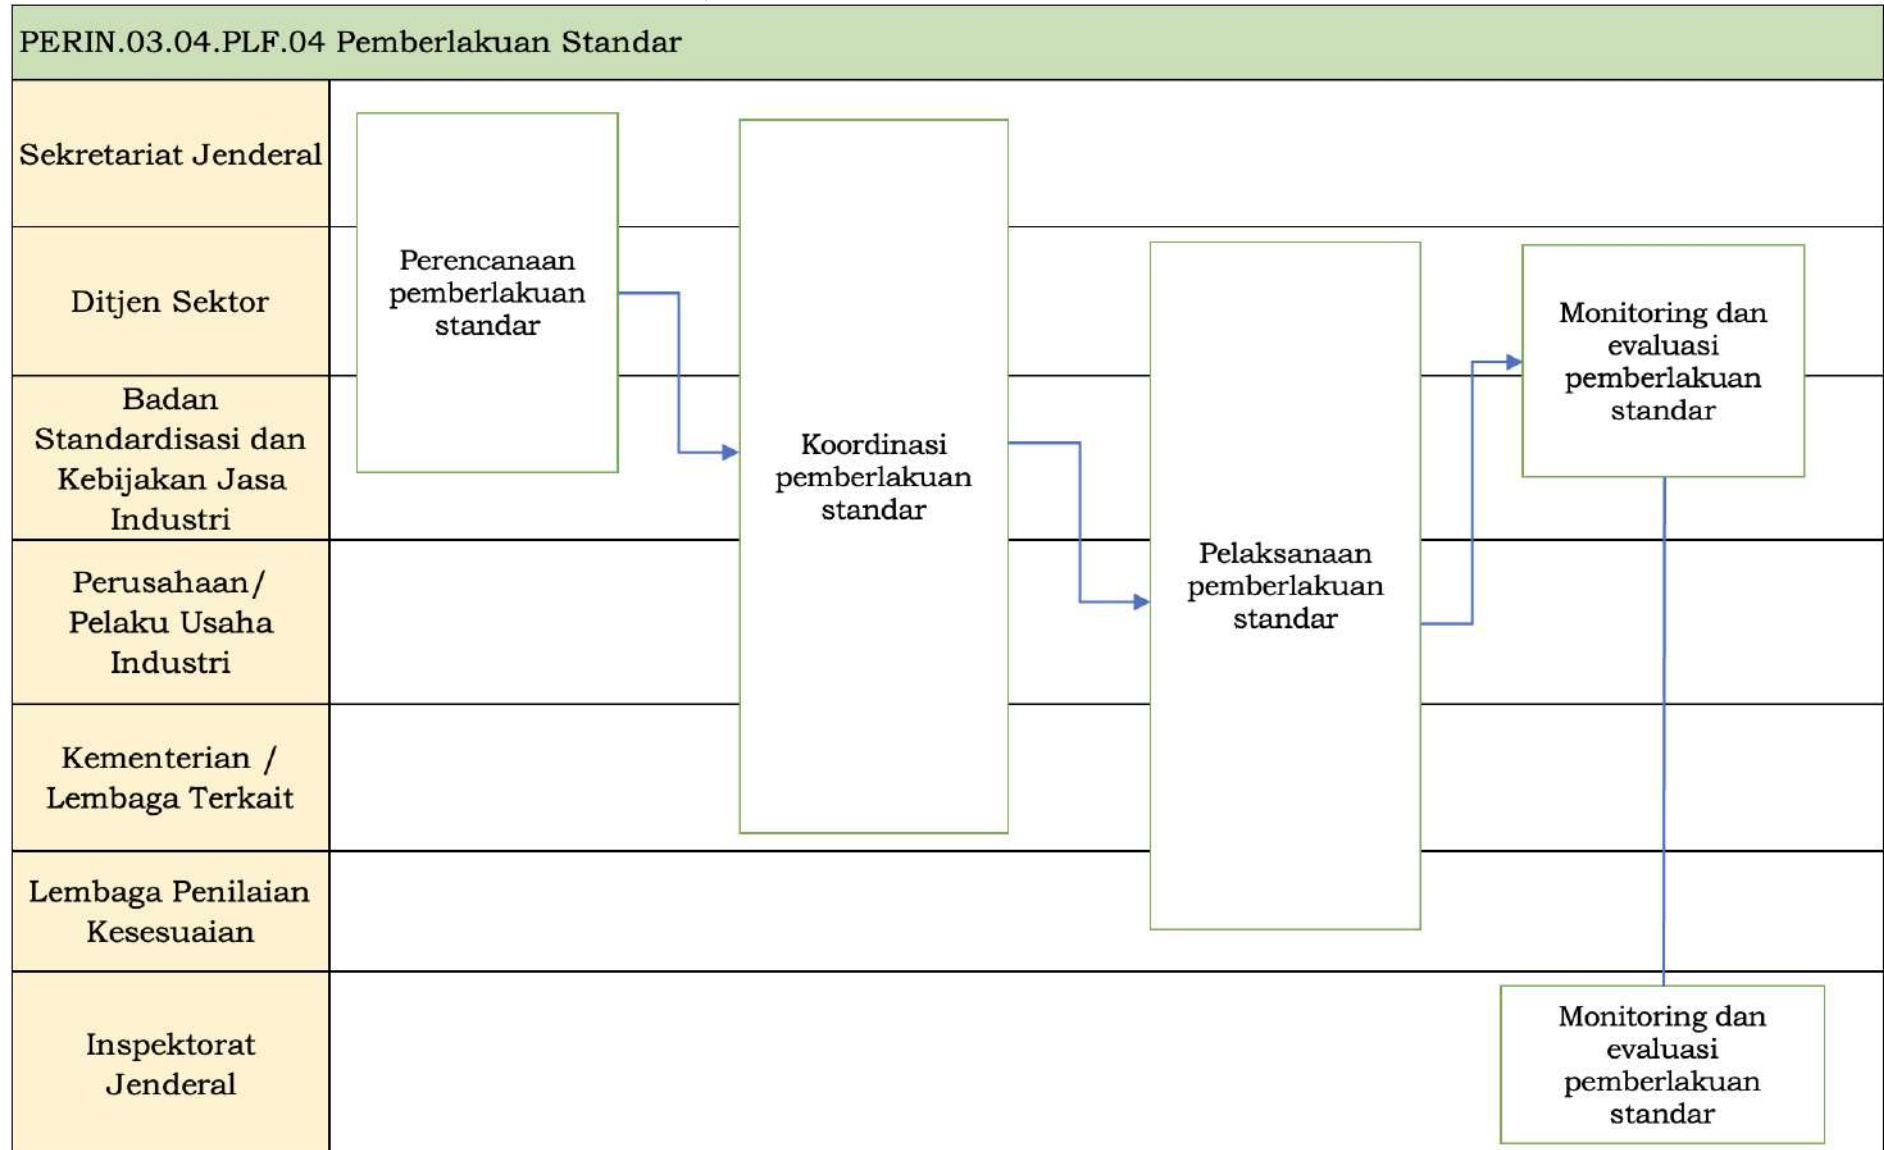 PERIN.03.04.PLF.04 Pemberlakuan Standar
Sekretariat Jenderal
Ditjen Sektor
Badan
Standardisasi dan
Kebijakan Jasa
Industri
Perusahaan/
Pelaku Usaha
Industri
Kementerian /
Lembaga Terkait
Lembaga Penilaian
Kesesuaian
Inspektorat
Jenderal
Perencanaan
pemberlakuan
standar
Koordinasi
pemberlakuan
standar
Pelaksanaan
pemberlakuan
standar
Monitoring dan
evaluasi
pemberlakuan
standar
Monitoring dan
evaluasi
pemberlakuan
standar